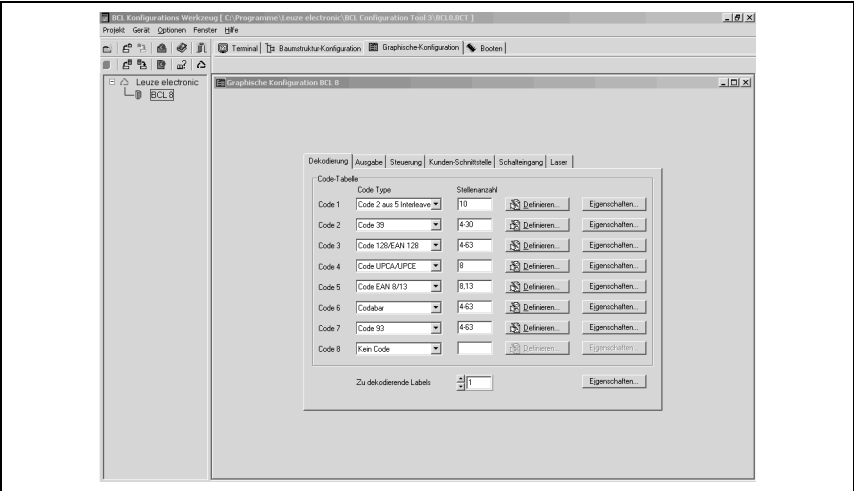 BCL Konfigurations Werkzeug [ C:\Programme\Leuze electronic\BCL Configuration Tool 3\BCL8.BCT ]
Projekt Gerät Optionen Fenster Hilfe
Terminal Baumstruktur-Konfiguration Graphische-Konfiguration Booten
Leuze electronic
BCL 8
Graphische Konfiguration BCL 8
Dekodierung Ausgabe Steuerung Kunden-Schnittstelle Schalteingang Laser
Code-Tabelle
Code Type Stellenanzahl
Code 1 Code 2 aus 5 Interleave 10 Definieren... Eigenschaften...
Code 2 Code 39 4-30 Definieren... Eigenschaften...
Code 3 Code 128/EAN 128 4-63 Definieren... Eigenschaften...
Code 4 Code UPCA/UPCE 8 Definieren... Eigenschaften...
Code 5 Code EAN 8/13 8,13 Definieren... Eigenschaften...
Code 6 Codabar 4-63 Definieren... Eigenschaften...
Code 7 Code 93 4-63 Definieren... Eigenschaften...
Code 8 Kein Code Definieren... Eigenschaften...
Zu dekodierende Labels 1 Eigenschaften...